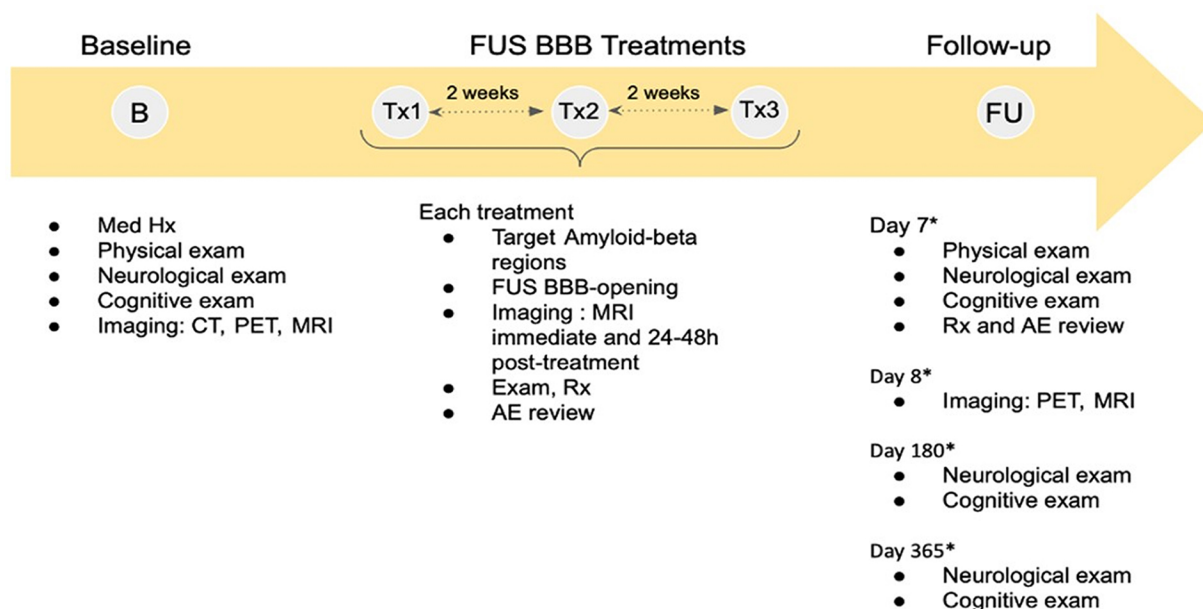 Baseline
FUS BBB Treatments
Follow-up
B
Tx1
2 weeks
Tx2
2 weeks
Tx3
FU
● Med Hx
● Physical exam
● Neurological exam
● Cognitive exam
● Imaging: CT, PET, MRI
Each treatment
● Target Amyloid-beta
regions
● FUS BBB-opening
● Imaging : MRI
immediate and 24-48h
post-treatment
● Exam, Rx
● AE review
Day 7*
● Physical exam
● Neurological exam
● Cognitive exam
● Rx and AE review
Day 8*
● Imaging: PET, MRI
Day 180*
● Neurological exam
● Cognitive exam
Day 365*
● Neurological exam
● Cognitive exam